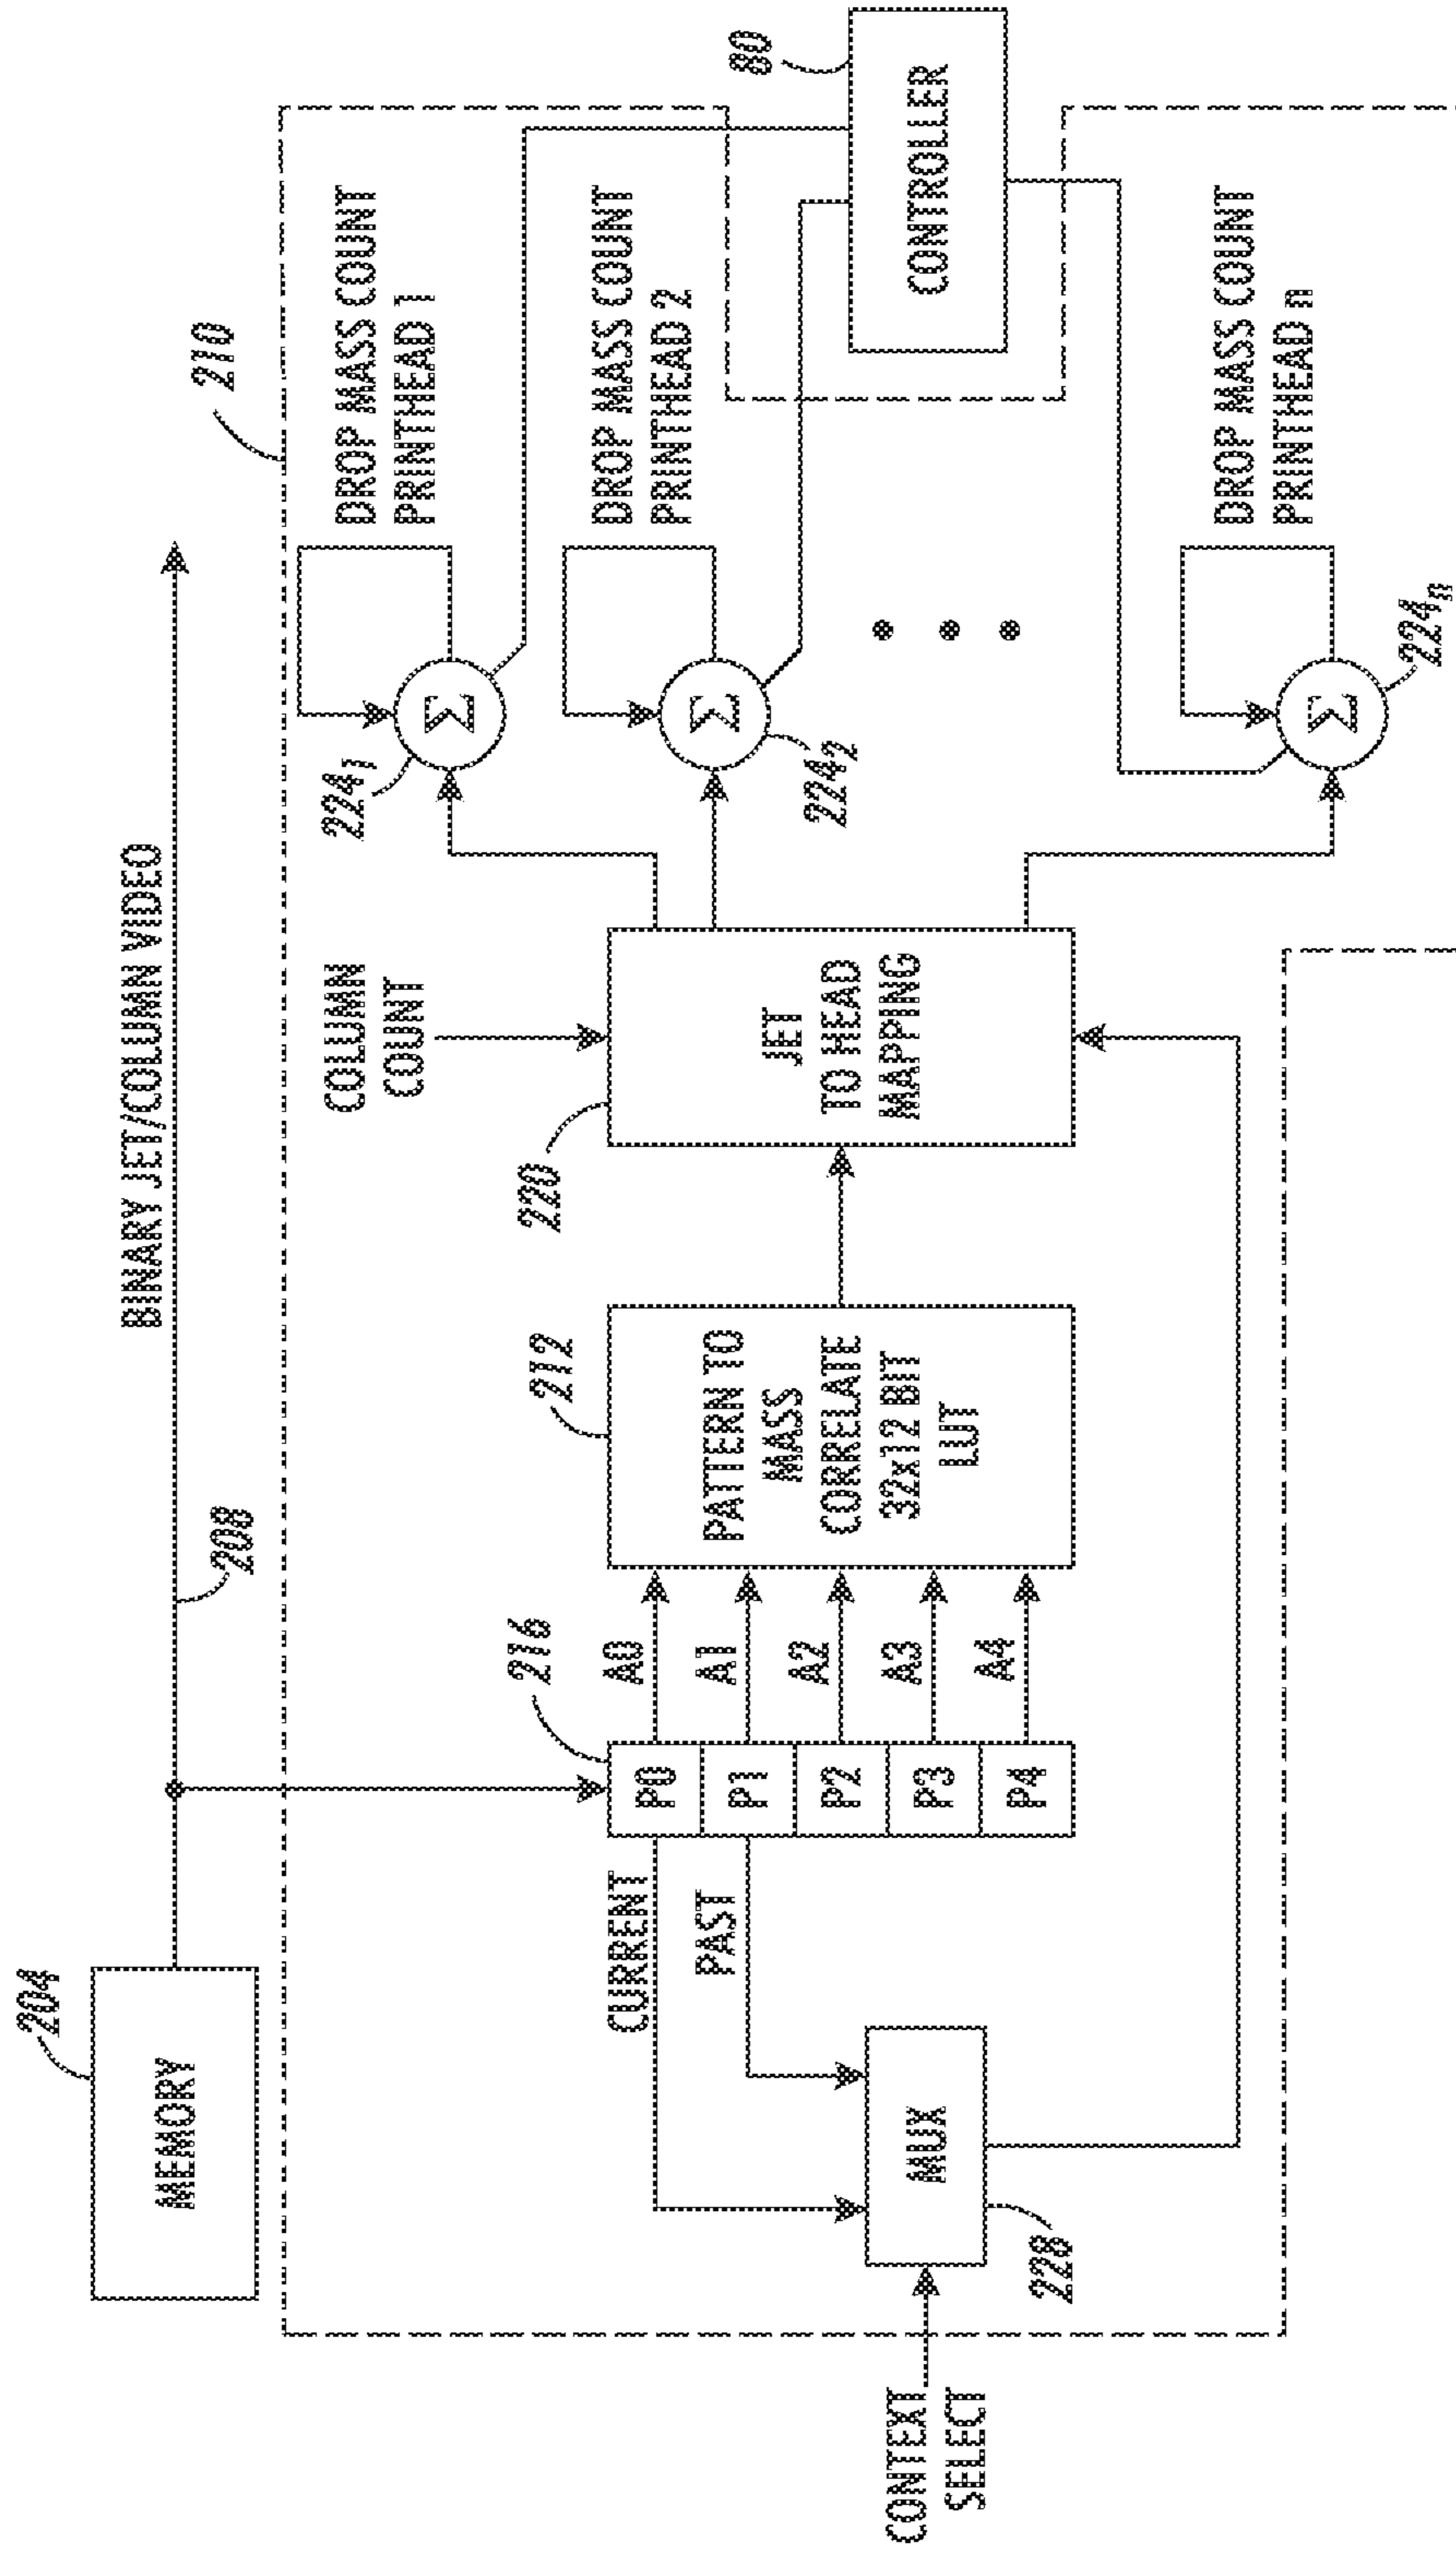 204
MEMORY
BINARY JET/COLUMN VIDEO
208
210
CONTEXT
SELECT
MUX
228
CURRENT
PAST
216
P0
P1
P2
P3
P4
A0
A1
A2
A3
A4
212
PATTERN TO
MASS
CORRELATE
32x12 BIT
LUT
COLUMN
COUNT
220
JET
TO HEAD
MAPPING
224₁
Σ
DROP MASS COUNT
PRINTHEAD 1
224₂
Σ
DROP MASS COUNT
PRINTHEAD 2
224ₙ
Σ
DROP MASS COUNT
PRINTHEAD n
80
CONTROLLER